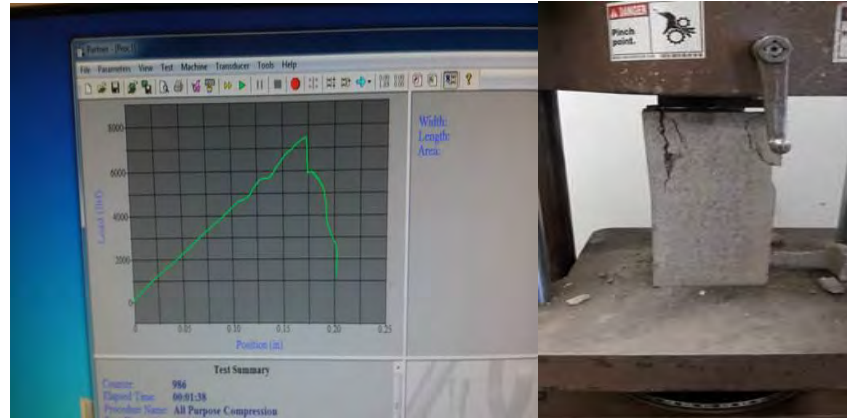 Partner - [Proc1]
File Parameters View Test Machine Transducer Tools Help
Width:
Length:
Area:
8000
6000
4000
2000
0
0 0.05 0.10 0.15 0.20 0.25
Position (in)
Test Summary
Counter: 986
Elapsed Time: 00:01:38
Procedure Name: All Purpose Compression
DANGER
Pinch
point.